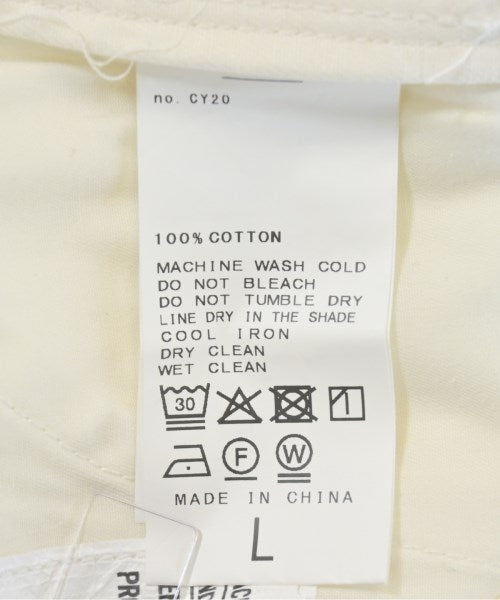 no. CY20
100% COTTON
MACHINE WASH COLD
DO NOT BLEACH
DO NOT TUMBLE DRY
LINE DRY IN THE SHADE
COOL IRON
DRY CLEAN
WET CLEAN
30
F
W
MADE IN CHINA
L